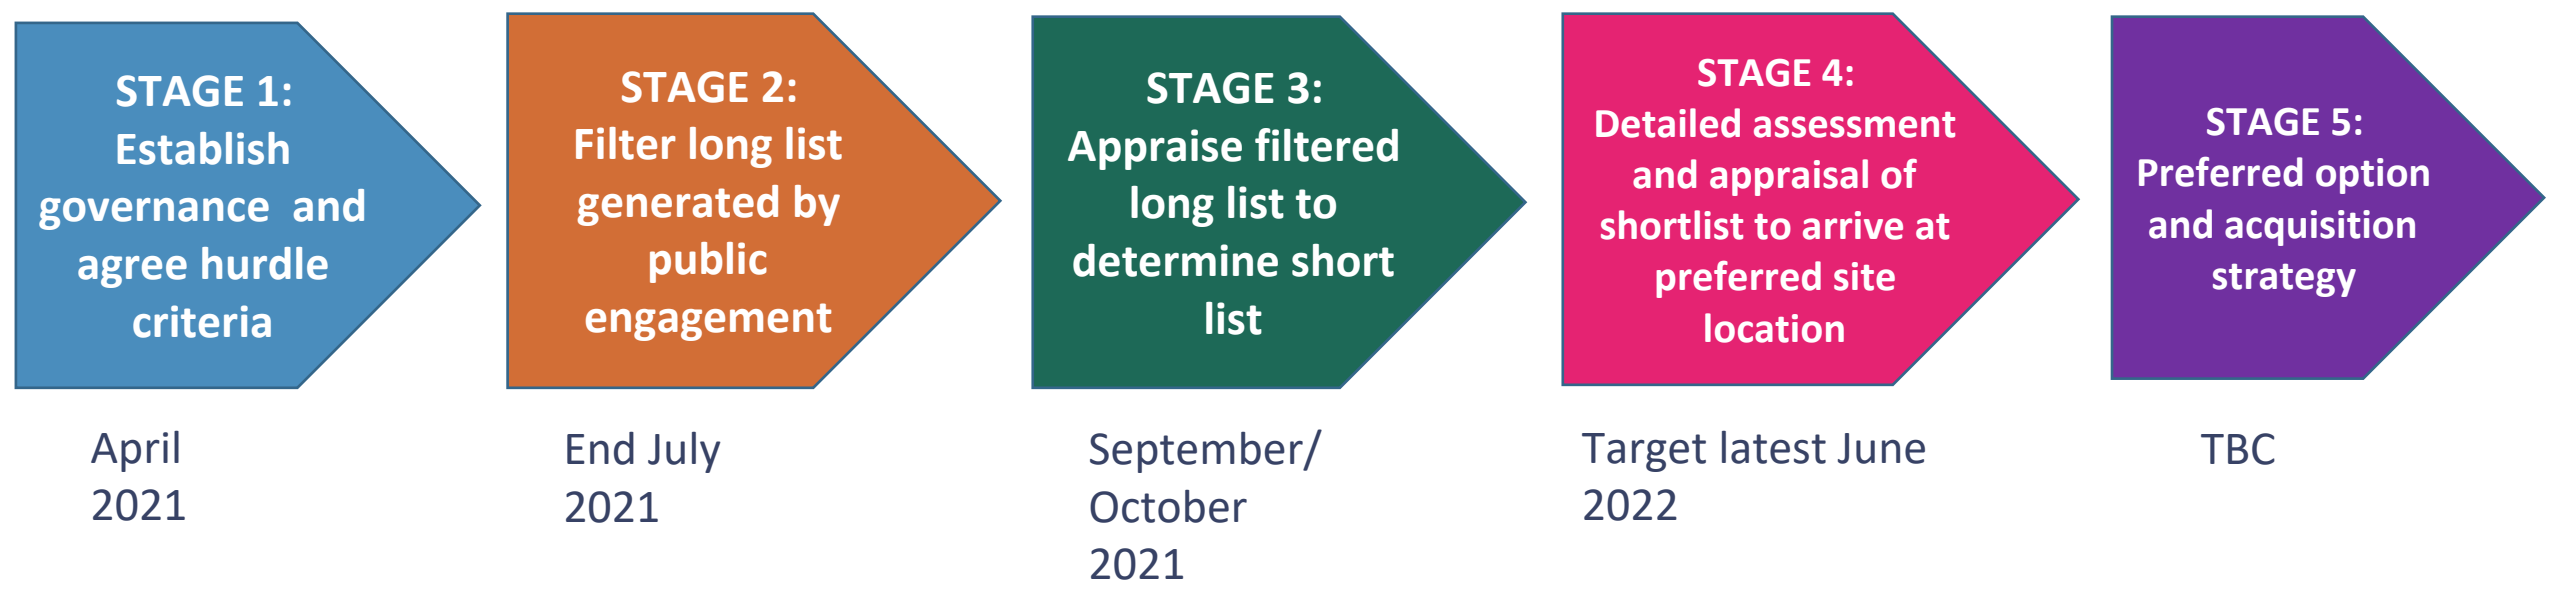 STAGE 1:
Establish
governance  and
agree hurdle
criteria
STAGE 2:
Filter long list
generated by
public
engagement
STAGE 3:
Appraise filtered
long list to
determine short
list
STAGE 4:
Detailed assessment
and appraisal of
shortlist to arrive at
preferred site
location
STAGE 5:
Preferred option
and acquisition
strategy
April
2021
End July
2021
September/
October
2021
Target latest June
2022
TBC